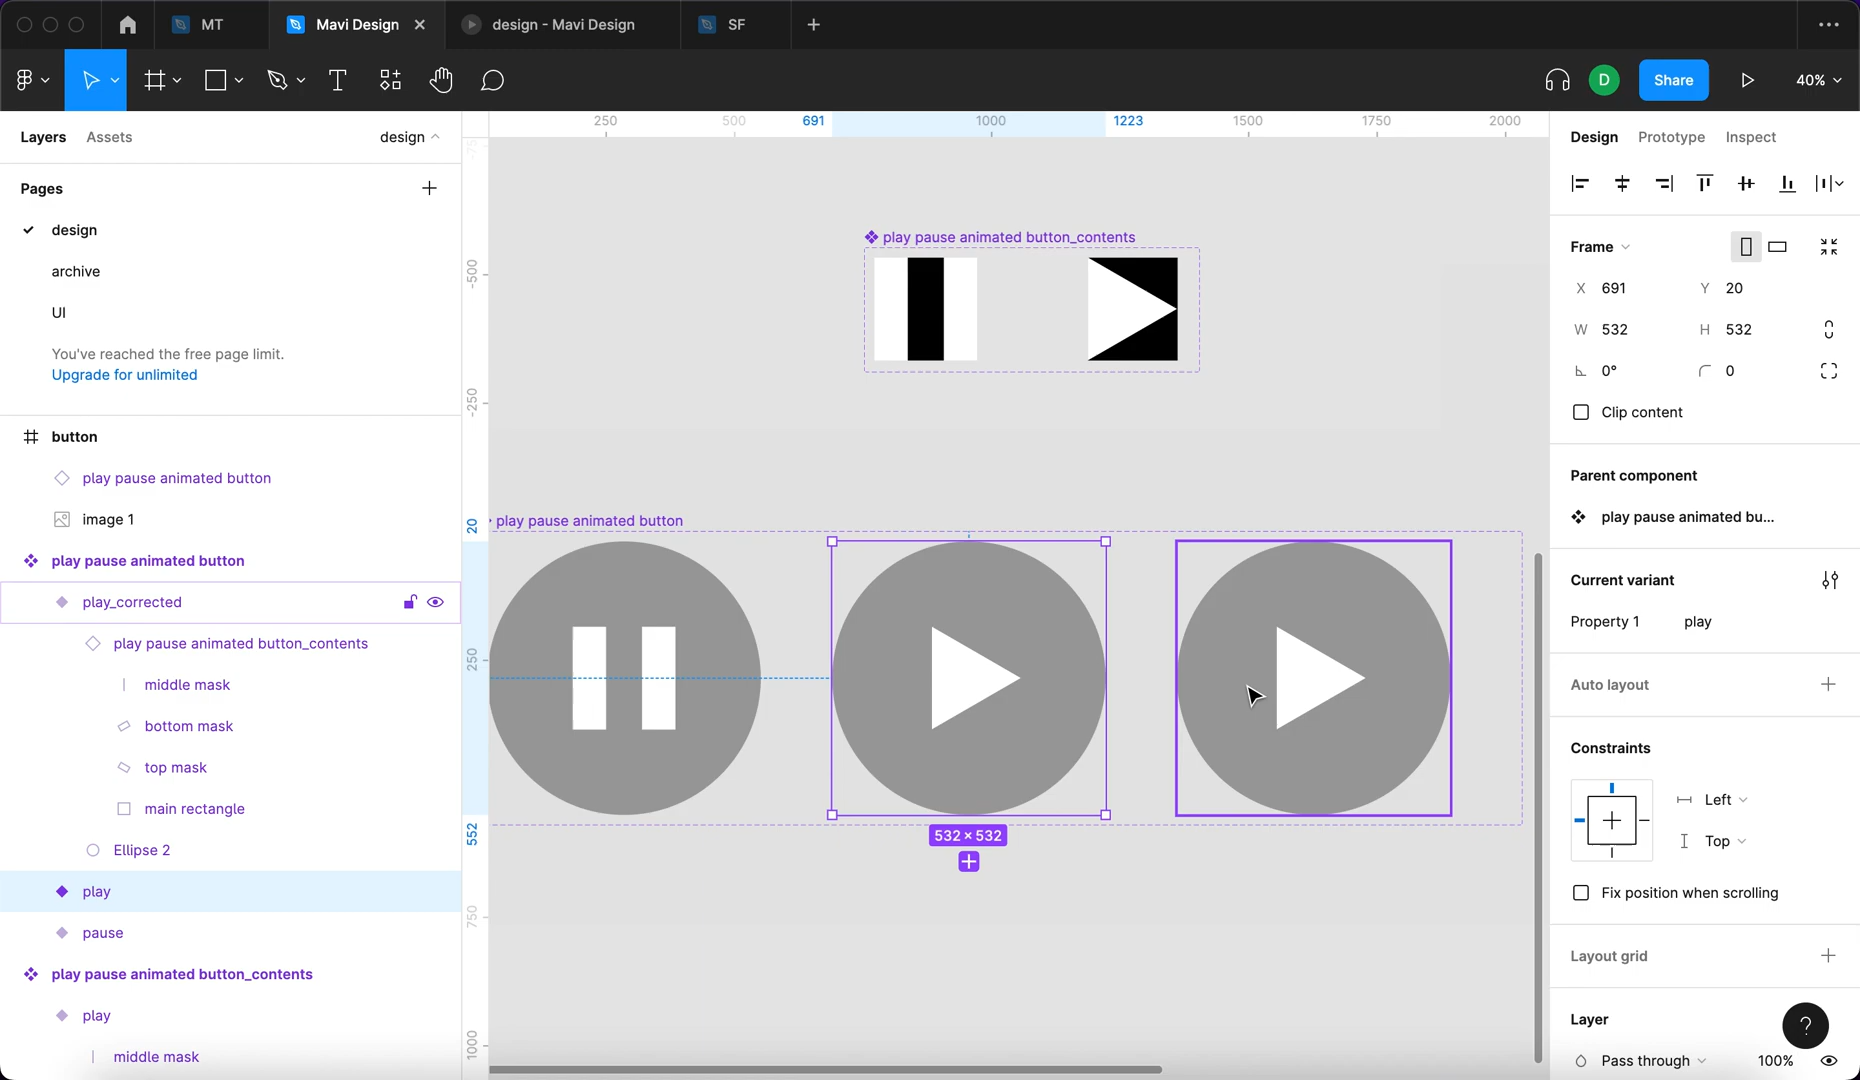 MT
Mavi Design
design - Mavi Design
SF
D
Share
40%
Layers
Assets
design
Pages
design
archive
UI
You've reached the free page limit.
Upgrade for unlimited
button
play pause animated button
image 1
play pause animated button
play_corrected
play pause animated button_contents
middle mask
bottom mask
top mask
main rectangle
Ellipse 2
play
pause
play pause animated button_contents
play
middle mask
250
500
691
1000
1223
1500
1750
2000
-75
-500
-250
20
250
552
750
1000
play pause animated button_contents
play pause animated button
532 × 532
Design
Prototype
Inspect
Frame
X 691
Y 20
W 532
H 532
0°
0
Clip content
Parent component
play pause animated bu...
Current variant
Property 1
play
Auto layout
Constraints
Left
Top
Fix position when scrolling
Layout grid
Layer
?
Pass through
100%